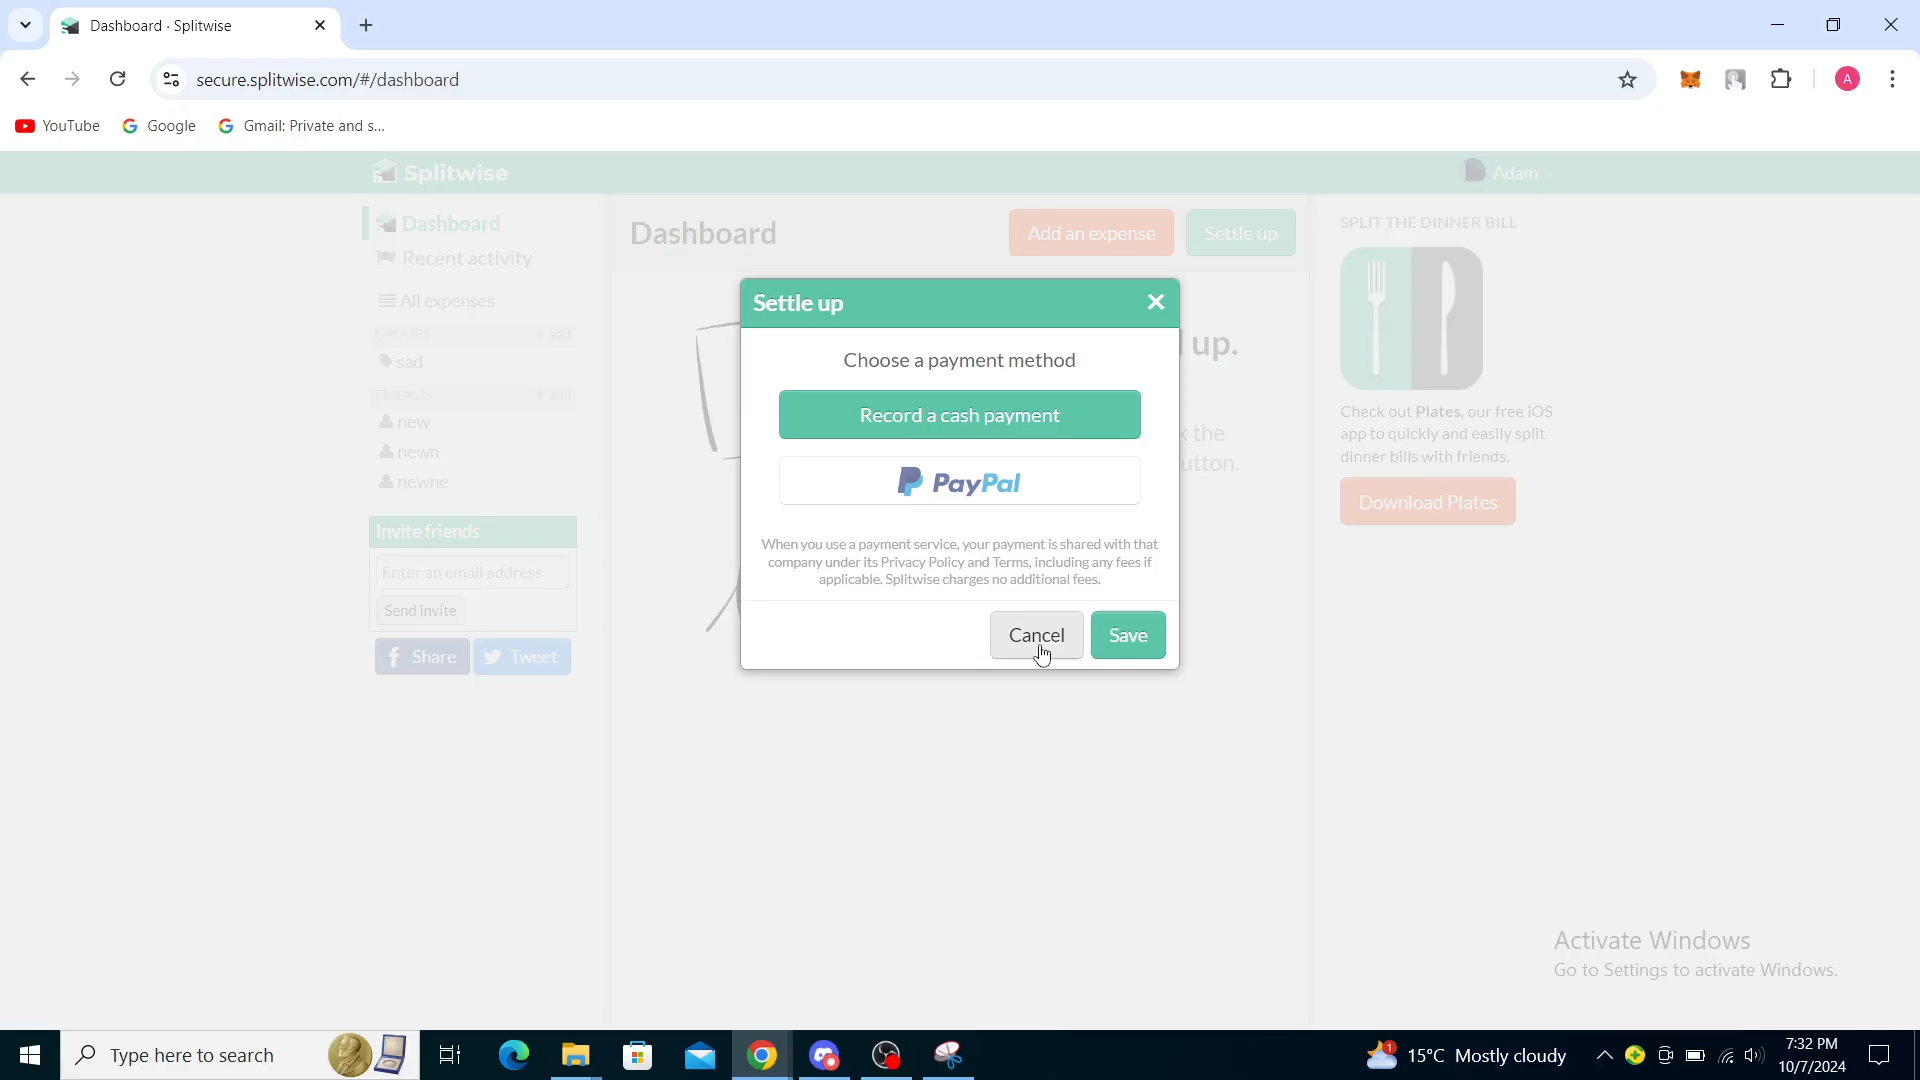 Dashboard · Splitwise
secure.splitwise.com/#/dashboard
A
YouTube
Google
Gmail: Private and s...
Splitwise
Adam
Dashboard
Recent activity
All expenses
GROUPS
+ add
sad
FRIENDS
+ add
new
newn
newne
Invite friends
Enter an email address
Send invite
Share
Tweet
Dashboard
Add an expense
Settle up
up.
the
utton.
Settle up
Choose a payment method
Record a cash payment
PayPal
When you use a payment service, your payment is shared with that
company under its Privacy Policy and Terms, including any fees if
applicable. Splitwise charges no additional fees.
Cancel
Save
SPLIT THE DINNER BILL
Check out Plates, our free iOS
app to quickly and easily split
dinner bills with friends.
Download Plates
Activate Windows
Go to Settings to activate Windows.
Type here to search
1
15°C Mostly cloudy
7:32 PM
10/7/2024